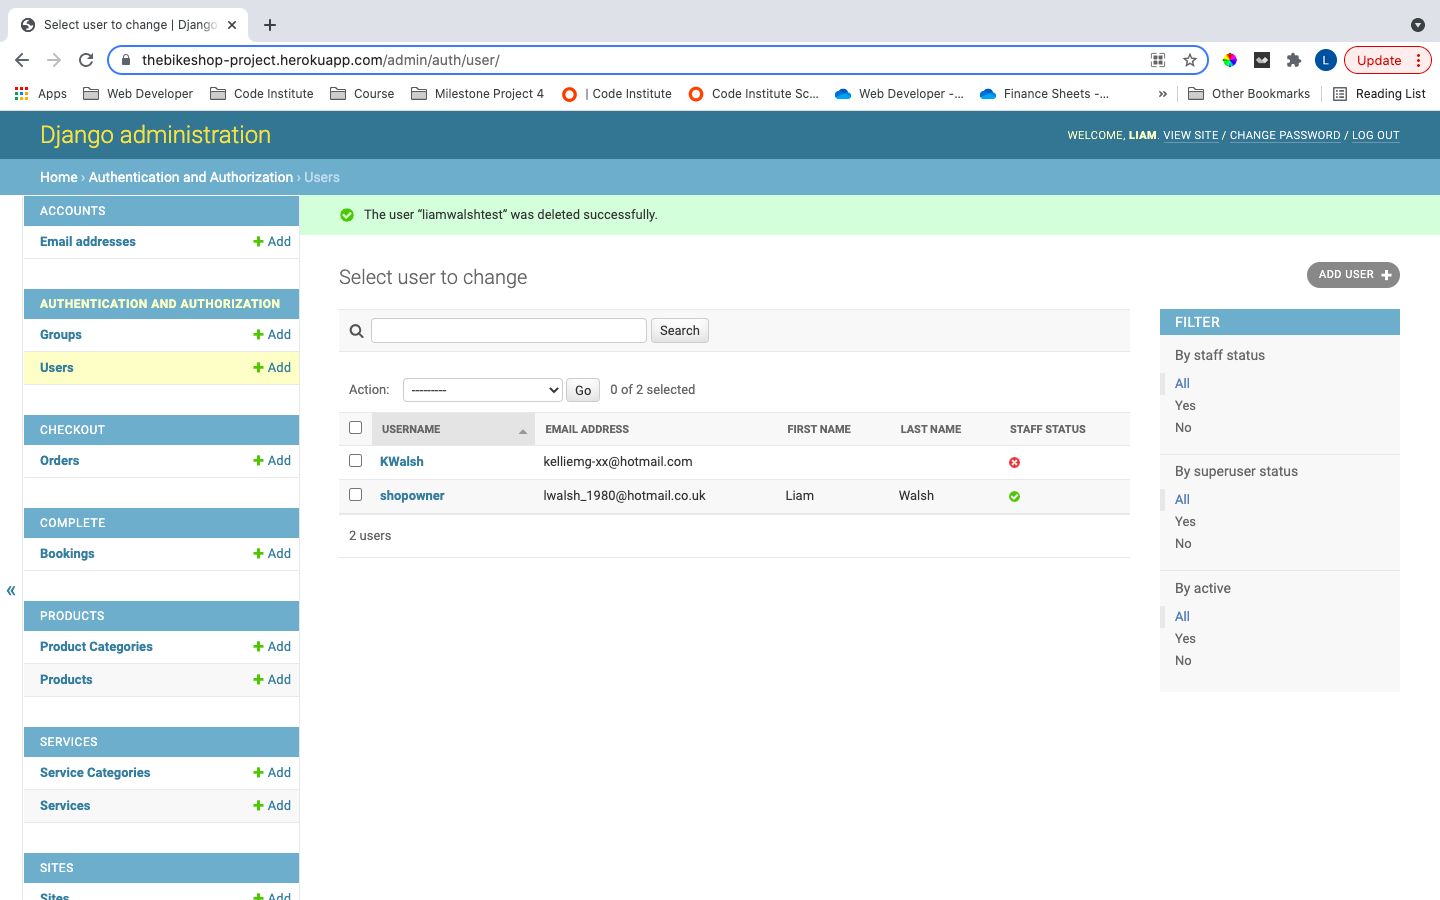 Select user to change | Django
thebikeshop-project.herokuapp.com/admin/auth/user/
L
Update
Apps
Web Developer
Code Institute
Course
Milestone Project 4
| Code Institute
Code Institute Sc...
Web Developer -...
Finance Sheets -...
»
Other Bookmarks
Reading List
Django administration
WELCOME, LIAM. VIEW SITE / CHANGE PASSWORD / LOG OUT
Home › Authentication and Authorization › Users
ACCOUNTS
Email addresses
Add
AUTHENTICATION AND AUTHORIZATION
Groups
Add
Users
Add
CHECKOUT
Orders
Add
COMPLETE
Bookings
Add
PRODUCTS
Product Categories
Add
Products
Add
SERVICES
Service Categories
Add
Services
Add
SITES
Sites
Add
«
The user “liamwalshtest” was deleted successfully.
Select user to change
ADD USER
Search
Action:
---------
Go
0 of 2 selected
USERNAME EMAIL ADDRESS FIRST NAME LAST NAME STAFF STATUS
KWalsh kelliemg-xx@hotmail.com
shopowner lwalsh_1980@hotmail.co.uk Liam Walsh
2 users
FILTER
By staff status
All
Yes
No
By superuser status
All
Yes
No
By active
All
Yes
No